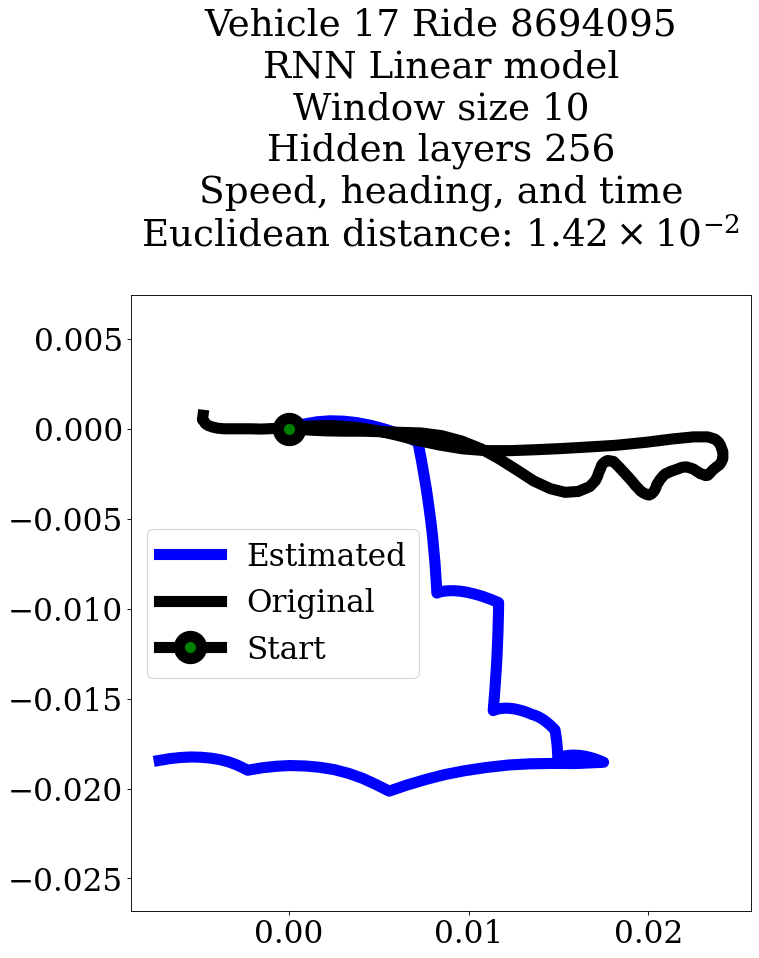 Vehicle 17 Ride 8694095
RNN Linear model
Window size 10
Hidden layers 256
Speed, heading, and time
Euclidean distance: 1.42 × 10⁻²
0.005
0.000
−0.005
Estimated
Original
Start
−0.010
−0.015
−0.020
−0.025
0.00 0.01 0.02